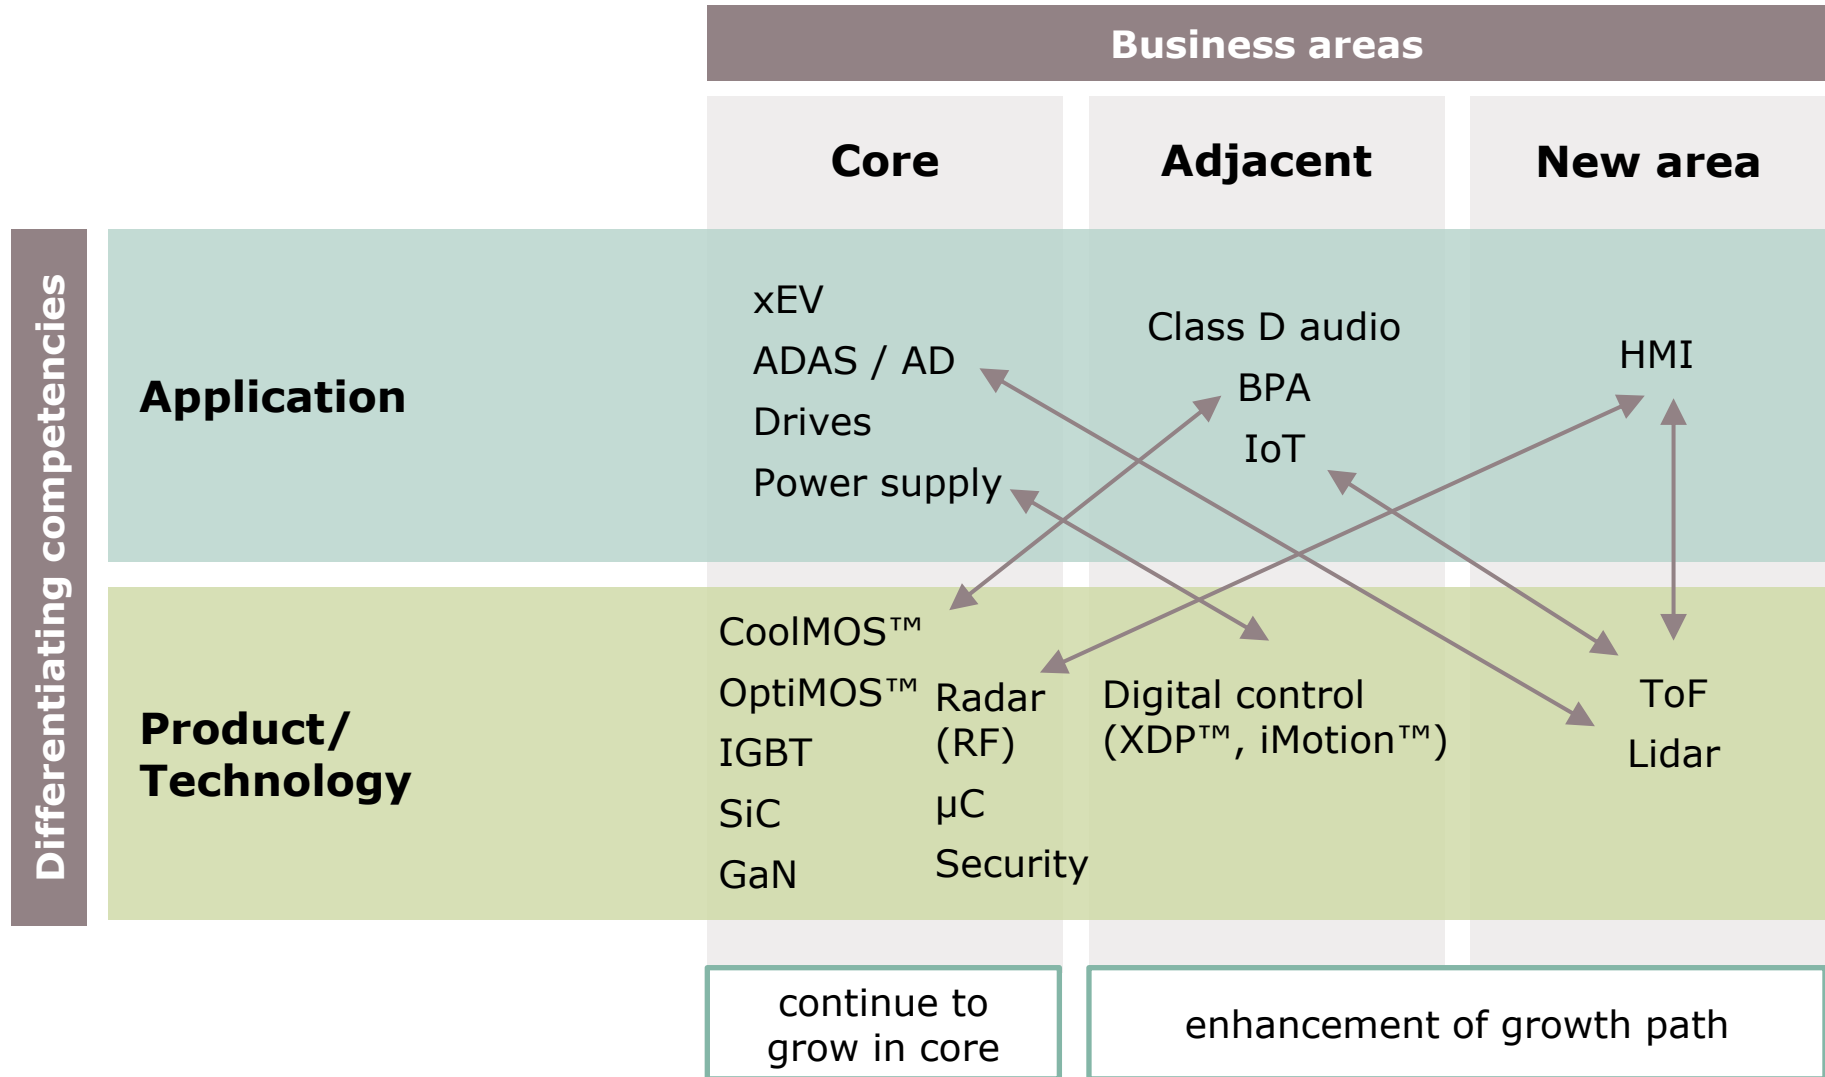 Business areas
Core
Adjacent
New area
Differentiating competencies
Application
xEV
ADAS / AD
Drives
Power supply
Class D audio
BPA
IoT
HMI
Product/
Technology
CoolMOS™
OptiMOS™
IGBT
SiC
GaN
Radar
(RF)
µC
Security
Digital control
(XDP™, iMotion™)
ToF
Lidar
continue to
grow in core
enhancement of growth path